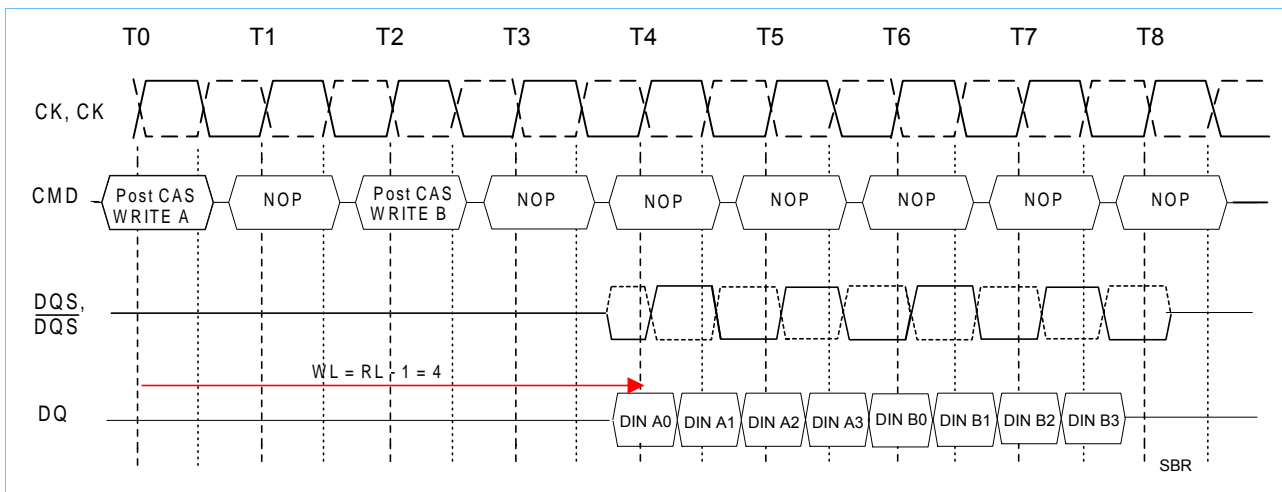 T0 T1 T2 T3 T4 T5 T6 T7 T8
CK, CK
CMD
Post CAS
WRITE A
NOP
Post CAS
WRITE B
NOP
NOP
NOP
NOP
NOP
NOP
DQS,
DQS
WL = RL - 1 = 4
DQ
DIN A0 DIN A1 DIN A2 DIN A3 DIN B0 DIN B1 DIN B2 DIN B3
SBR